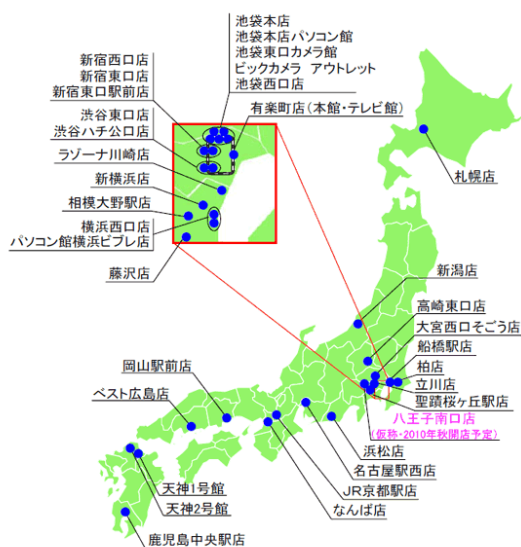 池袋本店
池袋本店パソコン館
池袋東口カメラ館
ビックカメラ アウトレット
池袋西口店
新宿西口店
新宿東口店
新宿東口駅前店
有楽町店(本館・テレビ館)
渋谷東口店
渋谷ハチ公口店
ラゾーナ川崎店
新横浜店
相模大野駅店
横浜西口店
パソコン館横浜ビブレ店
藤沢店
札幌店
新潟店
高崎東口店
大宮西口そごう店
船橋駅店
柏店
立川店
聖蹟桜ヶ丘駅店
八王子南口店
(仮称・2010年秋開店予定)
浜松店
名古屋駅西店
JR京都駅店
なんば店
岡山駅前店
ベスト広島店
天神1号館
天神2号館
鹿児島中央駅店